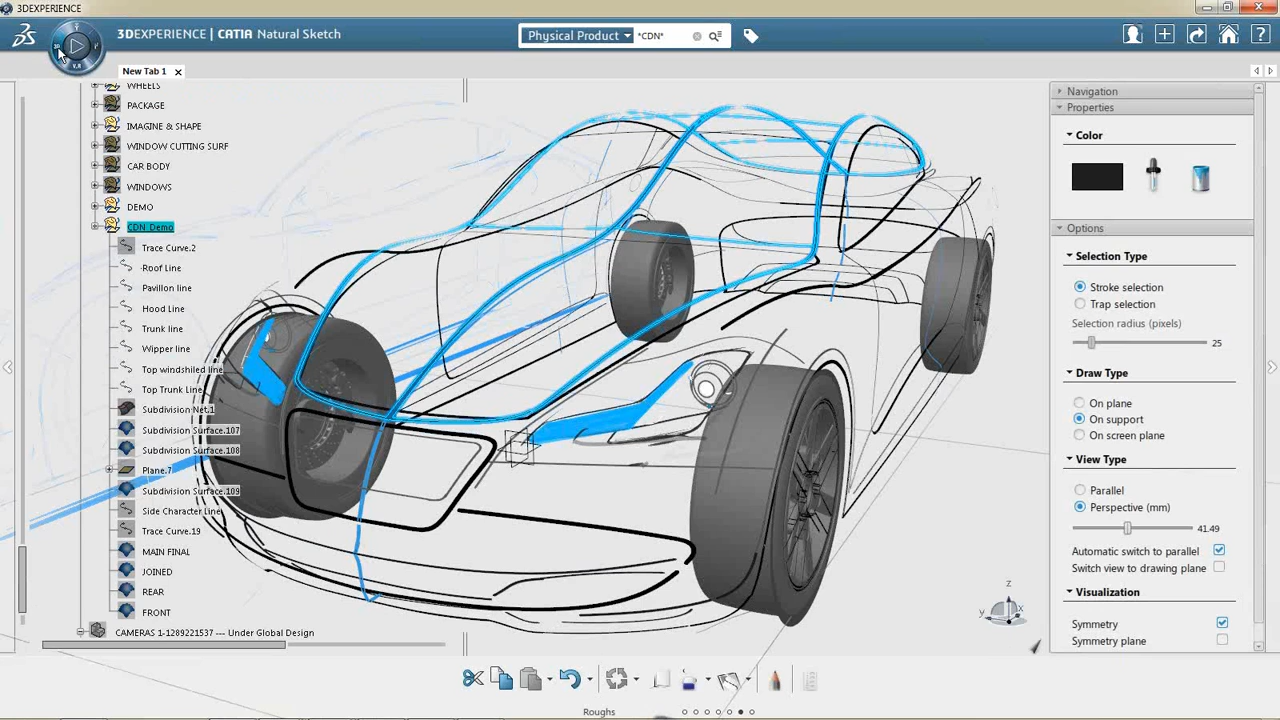 3DEXPERIENCE
3DEXPERIENCE | CATIA Natural Sketch
Physical Product
*CDN*
3D
V.R
New Tab 1
WHEELS
PACKAGE
IMAGINE & SHAPE
WINDOW CUTTING SURF
CAR BODY
WINDOWS
DEMO
CDN_Demo
Trace Curve.2
Roof Line
Pavillon line
Hood Line
Trunk line
Wipper line
Top windshiled line
Top Trunk Line
Subdivision Net.1
Subdivision Surface.107
Subdivision Surface.108
Plane.7
Subdivision Surface.109
Side Character Line
Trace Curve.19
MAIN FINAL
JOINED
REAR
FRONT
CAMERAS 1-1289221537 --- Under Global Design
Navigation
Properties
Color
Options
Selection Type
Stroke selection
Trap selection
Selection radius (pixels)
25
Draw Type
On plane
On support
On screen plane
View Type
Parallel
Perspective (mm)
41.49
Automatic switch to parallel
Switch view to drawing plane
Visualization
Symmetry
Symmetry plane
z
y
x
Roughs